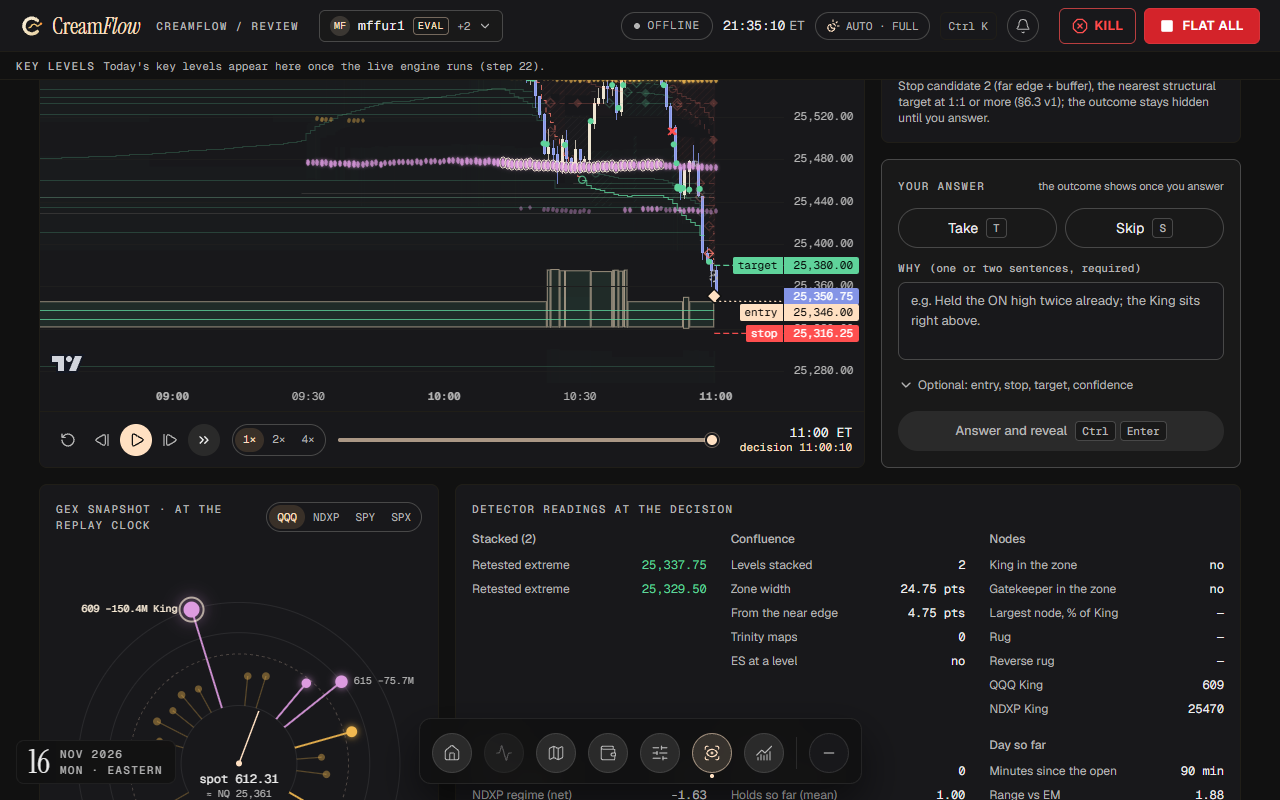 CreamFlow CREAMFLOW / REVIEW MF mffur1 EVAL +2 OFFLINE 21:35:10 ET AUTO · FULL Ctrl K KILL FLAT ALL
KEY LEVELS Today's key levels appear here once the live engine runs (step 22).
Stop candidate 2 (far edge + buffer), the nearest structural
target at 1:1 or more (§6.3 v1); the outcome stays hidden
until you answer.
25,520.00
25,480.00
25,440.00
25,400.00
target 25,380.00
25,360.00
25,350.75
entry 25,346.00
stop 25,316.25
25,280.00
09:00 09:30 10:00 10:30 11:00
1× 2× 4×
11:00 ET
decision 11:00:10
YOUR ANSWER the outcome shows once you answer
Take T Skip S
WHY (one or two sentences, required)
e.g. Held the ON high twice already; the King sits
right above.
Optional: entry, stop, target, confidence
Answer and reveal Ctrl Enter
GEX SNAPSHOT · AT THE
REPLAY CLOCK
QQQ NDXP SPY SPX
609 −150.4M King
615 −75.7M
spot 612.31
≈ NQ 25,361
DETECTOR READINGS AT THE DECISION
Stacked (2)
Retested extreme 25,337.75
Retested extreme 25,329.50
Confluence
Levels stacked 2
Zone width 24.75 pts
From the near edge 4.75 pts
Trinity maps 0
ES at a level no
Nodes
King in the zone no
Gatekeeper in the zone no
Largest node, % of King –
Rug –
Reverse rug –
QQQ King 609
NDXP King 25470
Day so far
0 Minutes since the open 90 min
NDXP regime (net) −1.63 Holds so far (mean) 1.00 Range vs EM 1.88
16 NOV 2026
MON · EASTERN